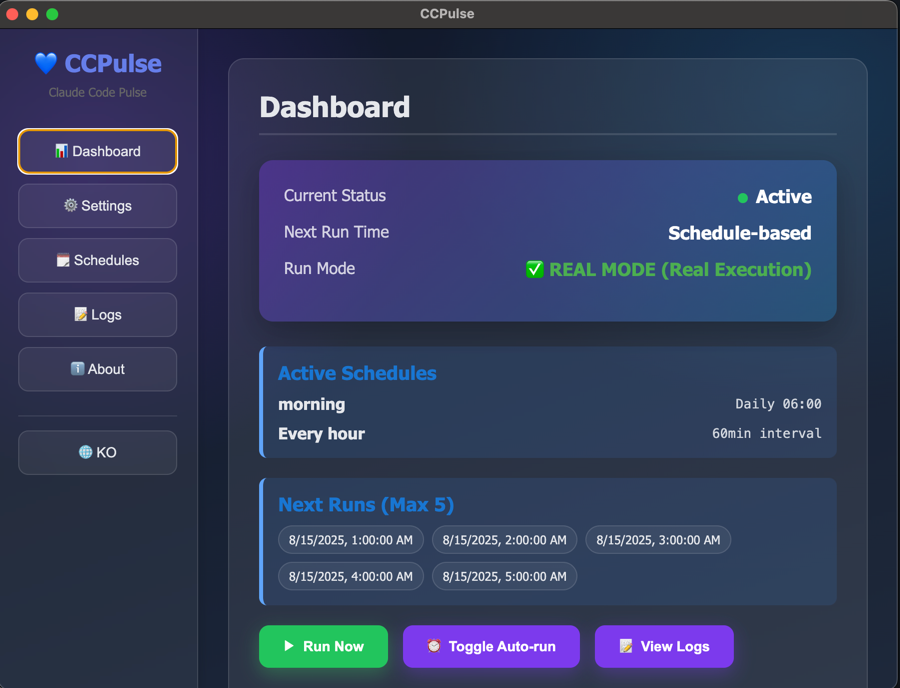 CCPulse
💙 CCPulse
Claude Code Pulse
📊 Dashboard
⚙️ Settings
🗓️ Schedules
📝 Logs
ℹ️ About
🌐 KO
Dashboard
Current Status ● Active
Next Run Time Schedule-based
Run Mode ✅ REAL MODE (Real Execution)
Active Schedules
morning Daily 06:00
Every hour 60min interval
Next Runs (Max 5)
8/15/2025, 1:00:00 AM 8/15/2025, 2:00:00 AM 8/15/2025, 3:00:00 AM
8/15/2025, 4:00:00 AM 8/15/2025, 5:00:00 AM
▶ Run Now ⏰ Toggle Auto-run 📝 View Logs